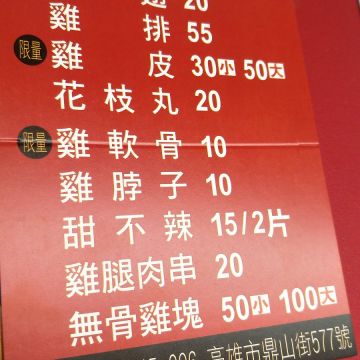 雞 20
雞 排 55
限量 雞 皮 30小 50大
花枝丸 20
限量 雞軟骨 10
雞脖子 10
甜不辣 15/2片
雞腿肉串 20
無骨雞塊 50小 100大
高雄市鼎山街577號